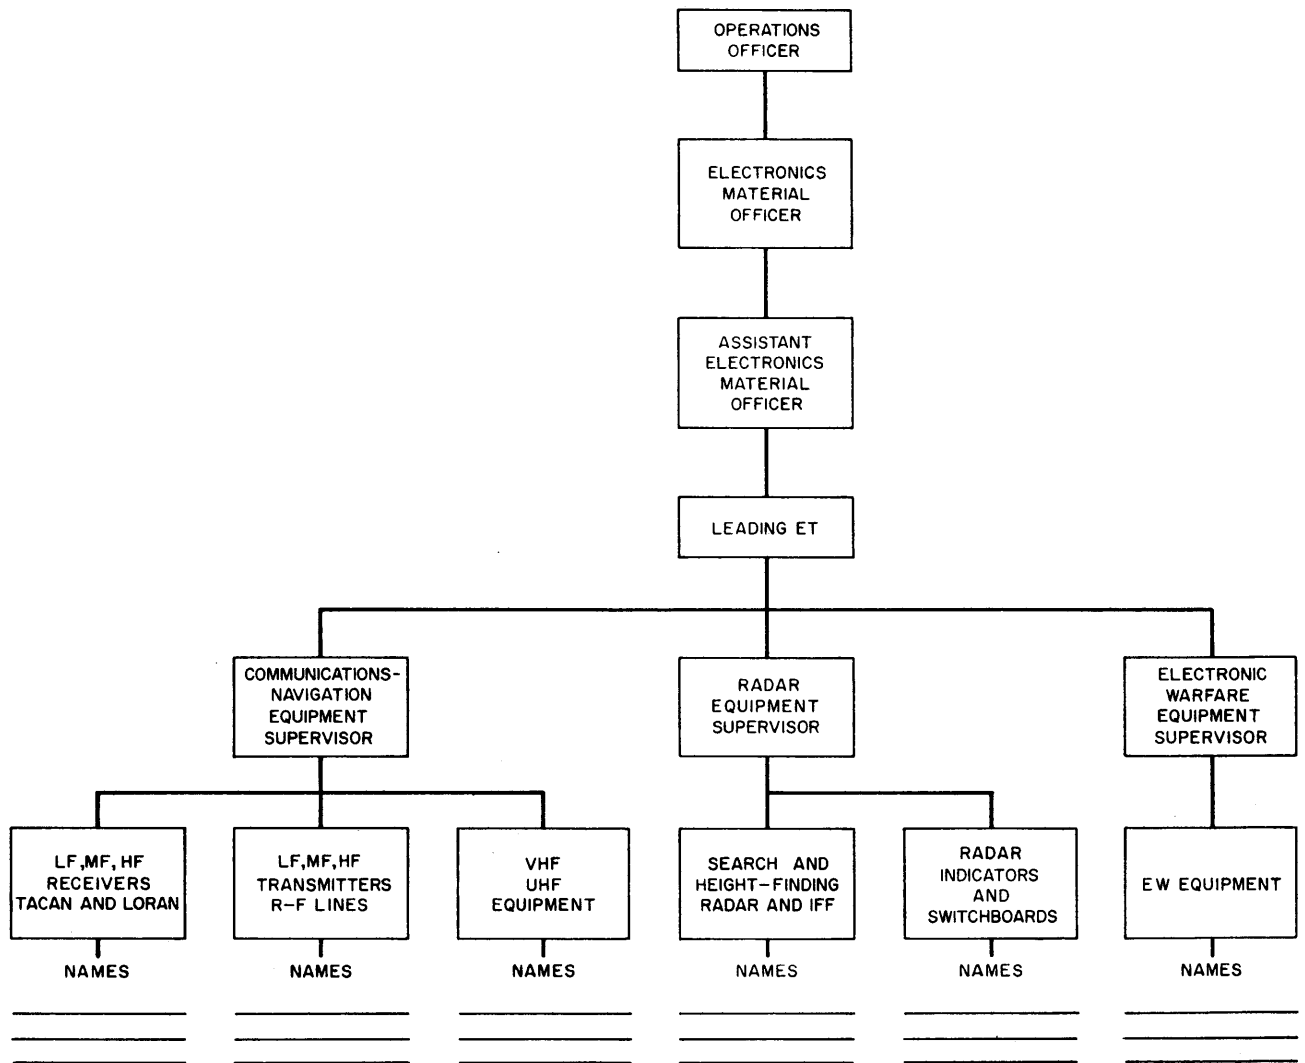 OPERATIONS
OFFICER
ELECTRONICS
MATERIAL
OFFICER
ASSISTANT
ELECTRONICS
MATERIAL
OFFICER
LEADING ET
COMMUNICATIONS-
NAVIGATION
EQUIPMENT
SUPERVISOR
RADAR
EQUIPMENT
SUPERVISOR
ELECTRONIC
WARFARE
EQUIPMENT
SUPERVISOR
LF, MF, HF
RECEIVERS
TACAN AND LORAN
LF, MF, HF
TRANSMITTERS
R-F LINES
VHF
UHF
EQUIPMENT
SEARCH AND
HEIGHT-FINDING
RADAR AND IFF
RADAR
INDICATORS
AND
SWITCHBOARDS
EW EQUIPMENT
NAMES
NAMES
NAMES
NAMES
NAMES
NAMES